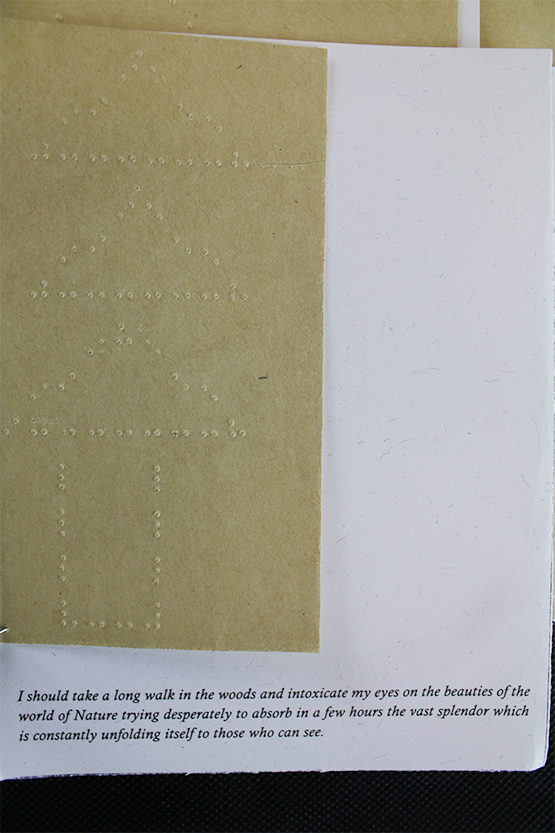 I should take a long walk in the woods and intoxicate my eyes on the beauties of the
world of Nature trying desperately to absorb in a few hours the vast splendor which
is constantly unfolding itself to those who can see.